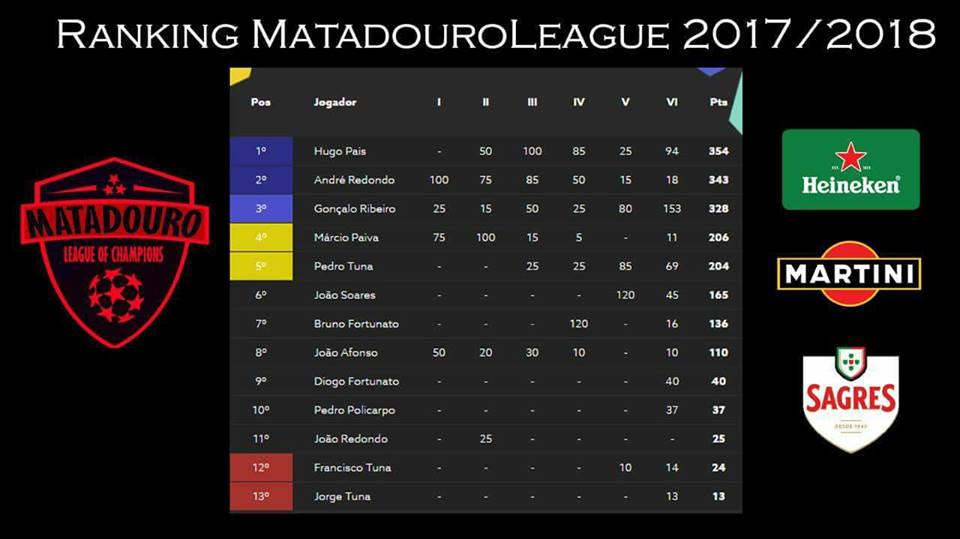 Ranking MatadouroLeague 2017/2018
Pos Jogador I II III IV V VI Pts
1º Hugo Pais - 50 100 85 25 94 354
2º André Redondo 100 75 85 50 15 18 343
3º Gonçalo Ribeiro 25 15 50 25 80 153 328
4º Márcio Paiva 75 100 15 5 - 11 206
5º Pedro Tuna - - 25 25 85 69 204
6º João Soares - - - - 120 45 165
7º Bruno Fortunato - - - 120 - 16 136
8º João Afonso 50 20 30 10 - 10 110
9º Diogo Fortunato - - - - - 40 40
10º Pedro Policarpo - - - - - 37 37
11º João Redondo - 25 - - - - 25
12º Francisco Tuna - - - - 10 14 24
13º Jorge Tuna - - - - - 13 13
MATADOURO
LEAGUE OF CHAMPIONS
Heineken
MARTINI
SAGRES
DESDE 1940